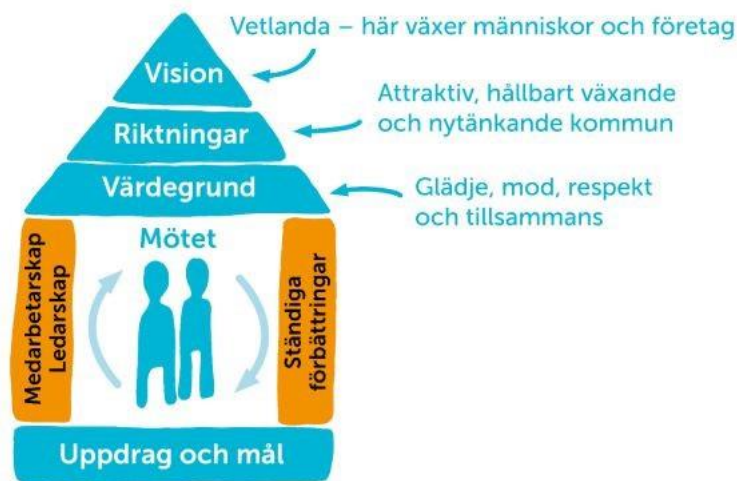 Vetlanda – här växer människor och företag
Vision
Attraktiv, hållbart växande
och nytänkande kommun
Riktningar
Värdegrund
Glädje, mod, respekt
och tillsammans
Mötet
Medarbetarskap
Ledarskap
Ständiga
förbättringar
Uppdrag och mål